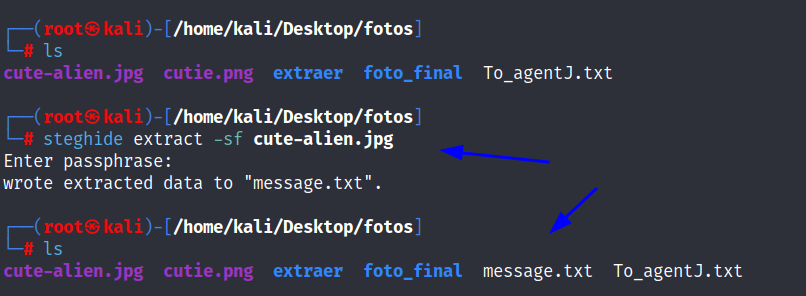 ┌──(root㉿kali)-[/home/kali/Desktop/fotos]
└─# ls
cute-alien.jpg cutie.png extraer foto_final To_agentJ.txt
┌──(root㉿kali)-[/home/kali/Desktop/fotos]
└─# steghide extract -sf cute-alien.jpg
Enter passphrase:
wrote extracted data to "message.txt".
┌──(root㉿kali)-[/home/kali/Desktop/fotos]
└─# ls
cute-alien.jpg cutie.png extraer foto_final message.txt To_agentJ.txt